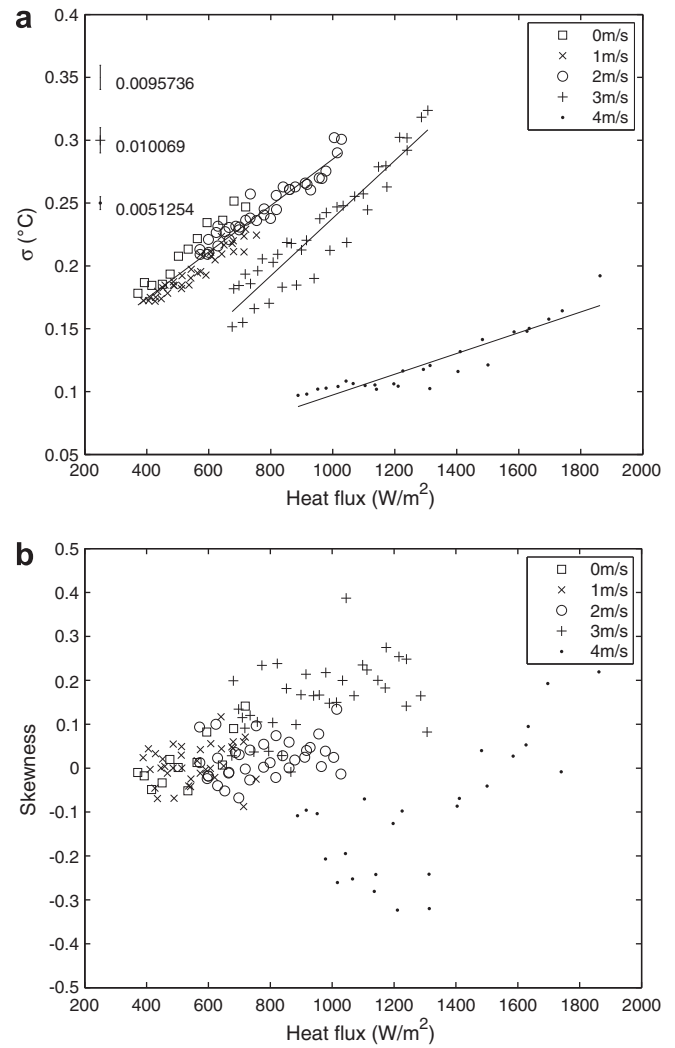 a
0.4
0.35
0.3
0.25
0.2
0.15
0.1
0.05
σ (°C)
0.0095736
0.010069
0.0051254
0m/s
1m/s
2m/s
3m/s
4m/s
200 400 600 800 1000 1200 1400 1600 1800 2000
Heat flux (W/m²)
b
0.5
0.4
0.3
0.2
0.1
0
-0.1
-0.2
-0.3
-0.4
-0.5
Skewness
0m/s
1m/s
2m/s
3m/s
4m/s
200 400 600 800 1000 1200 1400 1600 1800 2000
Heat flux (W/m²)